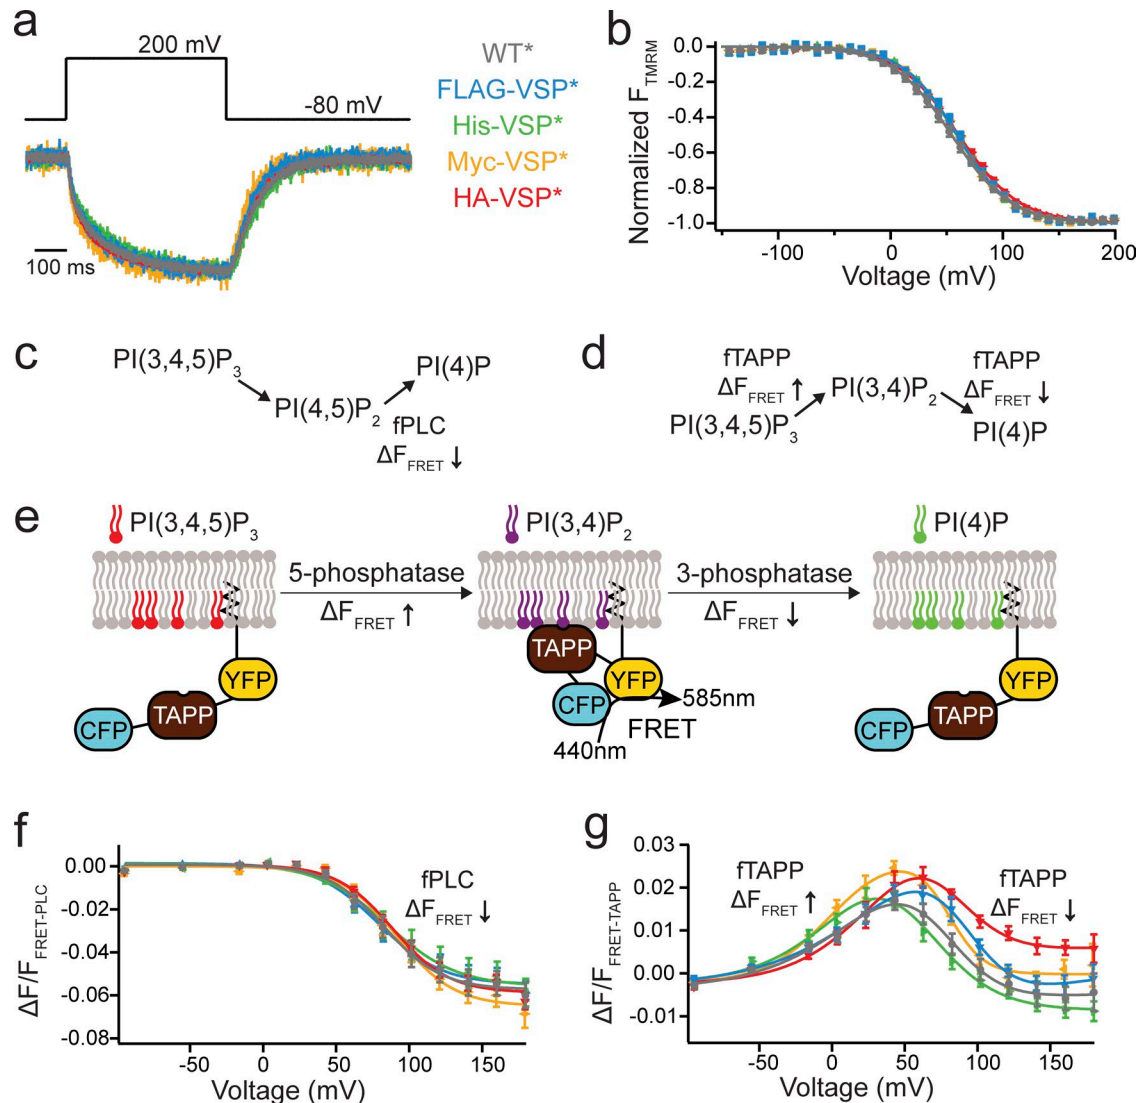 a
200 mV
-80 mV
100 ms
WT*
FLAG-VSP*
His-VSP*
Myc-VSP*
HA-VSP*
b
Normalized F_TMRM
0.0
-0.2
-0.4
-0.6
-0.8
-1.0
-100 0 100 200
Voltage (mV)
c
PI(3,4,5)P3
PI(4,5)P2
PI(4)P
fPLC
ΔF_FRET ↓
d
fTAPP
ΔF_FRET ↑
PI(3,4,5)P3
PI(3,4)P2
fTAPP
ΔF_FRET ↓
PI(4)P
e
PI(3,4,5)P3
PI(3,4)P2
PI(4)P
5-phosphatase
ΔF_FRET ↑
3-phosphatase
ΔF_FRET ↓
CFP
TAPP
YFP
TAPP
CFP
YFP
585nm
FRET
440nm
CFP
TAPP
YFP
f
ΔF/F_FRET-PLC
0.00
-0.02
-0.04
-0.06
-0.08
fPLC
ΔF_FRET ↓
-50 0 50 100 150
Voltage (mV)
g
ΔF/F_FRET-TAPP
0.03
0.02
0.01
0.00
-0.01
fTAPP
ΔF_FRET ↑
fTAPP
ΔF_FRET ↓
-50 0 50 100 150
Voltage (mV)